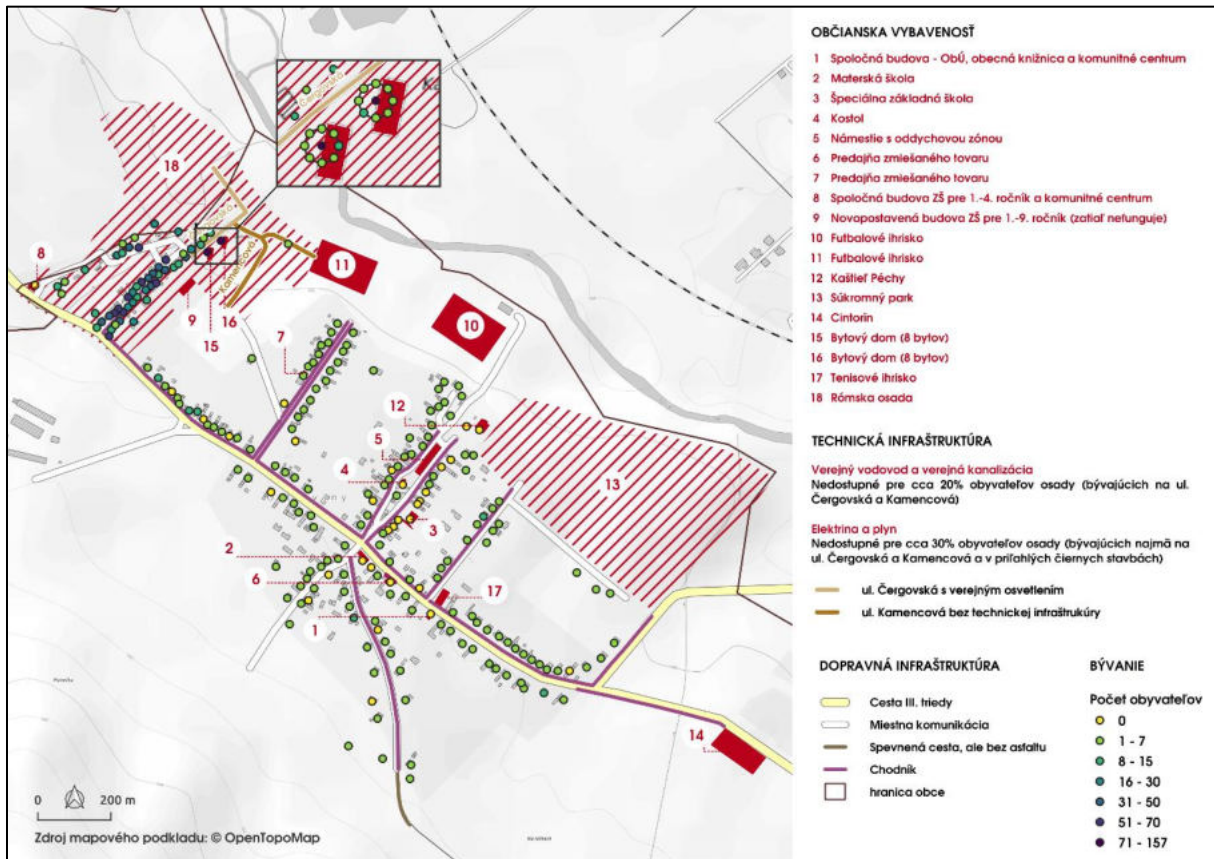 Čergovská
18
Kamencová
8
11
9
16
10
15
7
12
5
4
13
3
2
6
17
1
14
0 200 m
Zdroj mapového podkladu: © OpenTopoMap
OBČIANSKA VYBAVENOSŤ
1 Spoločná budova - ObÚ, obecná knižnica a komunitné centrum
2 Materská škola
3 Špeciálna základná škola
4 Kostol
5 Námestie s oddychovou zónou
6 Predajňa zmiešaného tovaru
7 Predajňa zmiešaného tovaru
8 Spoločná budova ZŠ pre 1.-4. ročník a komunitné centrum
9 Novopostavená budova ZŠ pre 1.-9. ročník (zatiaľ nefunguje)
10 Futbalové ihrisko
11 Futbalové ihrisko
12 Kaštieľ Péchy
13 Súkromný park
14 Cintorín
15 Bytový dom (8 bytov)
16 Bytový dom (8 bytov)
17 Tenisové ihrisko
18 Rómska osada
TECHNICKÁ INFRAŠTRUKTÚRA
Verejný vodovod a verejná kanalizácia
Nedostupné pre cca 20% obyvateľov osady (bývajúcich na ul.
Čergovská a Kamencová)
Elektrina a plyn
Nedostupné pre cca 30% obyvateľov osady (bývajúcich najmä na
ul. Čergovská a Kamencová a v priľahlých čiernych stavbách)
ul. Čergovská s verejným osvetlením
ul. Kamencová bez technickej infraštrukúry
DOPRAVNÁ INFRAŠTRUKTÚRA
Cesta III. triedy
Miestna komunikácia
Spevnená cesta, ale bez asfaltu
Chodník
hranica obce
BÝVANIE
Počet obyvateľov
0
1 - 7
8 - 15
16 - 30
31 - 50
51 - 70
71 - 157